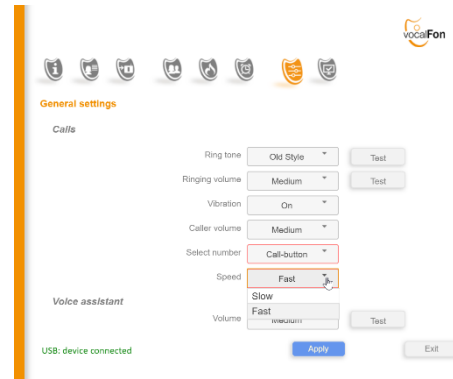 vocalFon
General settings
Calls
Ring tone Old Style Test
Ringing volume Medium Test
Vibration On
Caller volume Medium
Select number Call-button
Speed Fast
Slow
Voice assistant
Fast
Volume Medium Test
USB: device connected Apply Exit